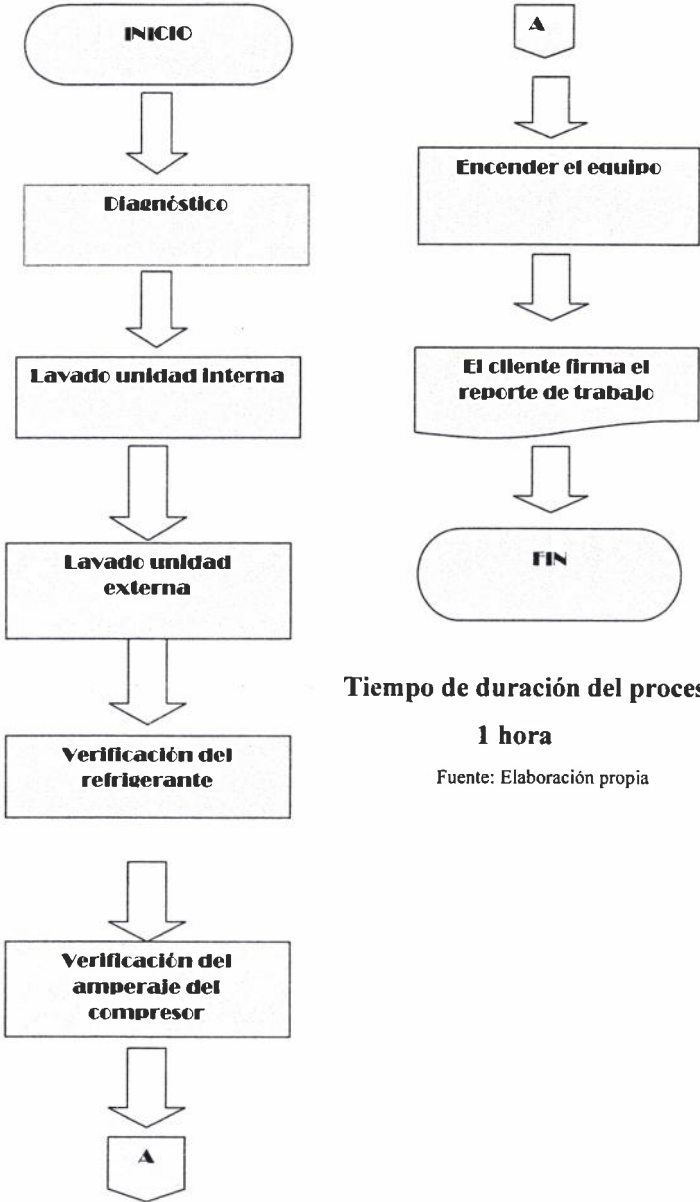 INICIO
Diagnóstico
Lavado unidad interna
Lavado unidad
externa
Verificación del
refrigerante
Verificación del
amperaje del
compresor
A
A
Encender el equipo
El cliente firma el
reporte de trabajo
FIN
Tiempo de duración del proces
1 hora
Fuente: Elaboración propia